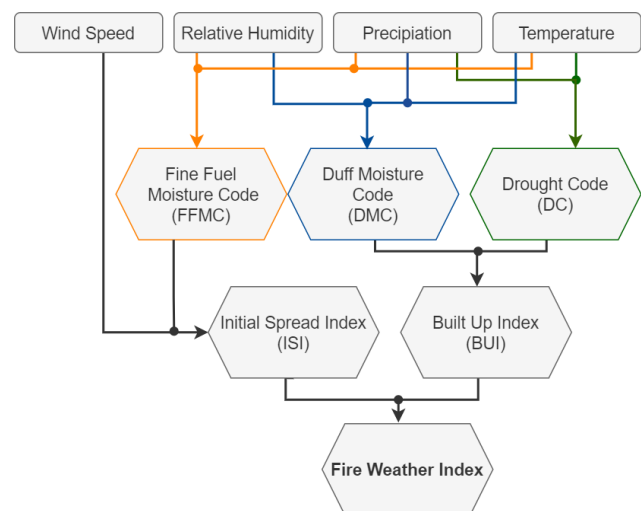 Wind Speed
Relative Humidity
Precipiation
Temperature
Fine Fuel
Moisture Code
(FFMC)
Duff Moisture
Code
(DMC)
Drought Code
(DC)
Initial Spread Index
(ISI)
Built Up Index
(BUI)
Fire Weather Index